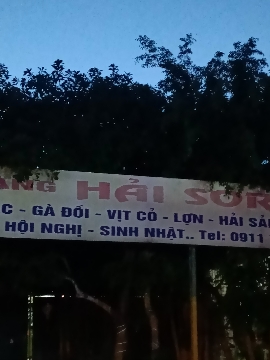 HẢI SƠN
C - GÀ ĐỒI - VỊT CỎ - LỢN - HẢI SẢ
HỘI NGHỊ - SINH NHẬT.. Tel: 0911